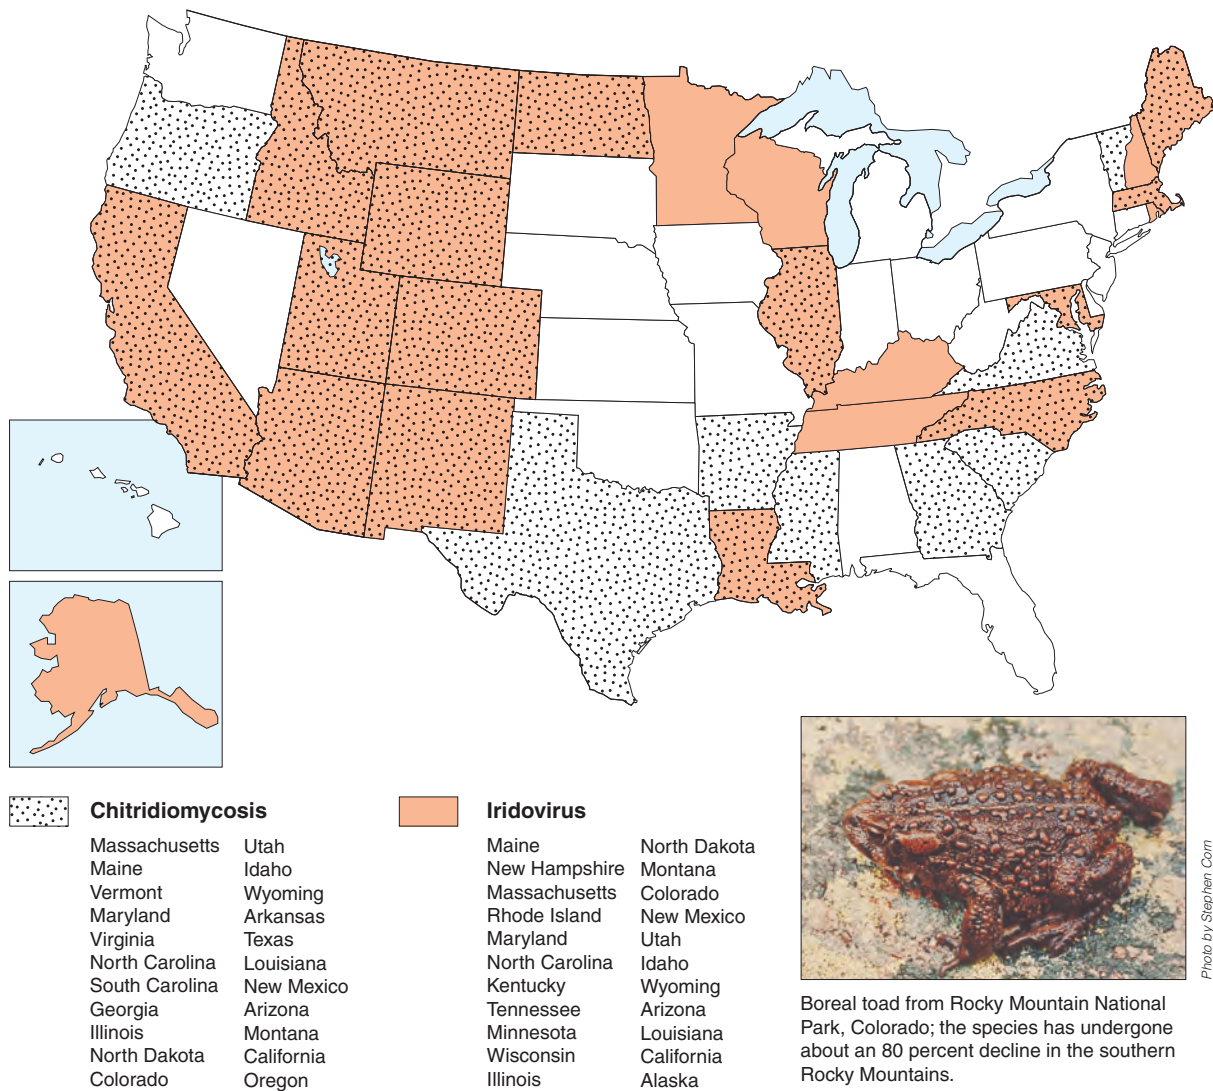 Chitridiomycosis
Massachusetts
Maine
Vermont
Maryland
Virginia
North Carolina
South Carolina
Georgia
Illinois
North Dakota
Colorado
Utah
Idaho
Wyoming
Arkansas
Texas
Louisiana
New Mexico
Arizona
Montana
California
Oregon
Iridovirus
Maine
New Hampshire
Massachusetts
Rhode Island
Maryland
North Carolina
Kentucky
Tennessee
Minnesota
Wisconsin
Illinois
North Dakota
Montana
Colorado
New Mexico
Utah
Idaho
Wyoming
Arizona
Louisiana
California
Alaska
Photo by Stephen Corn
Boreal toad from Rocky Mountain National
Park, Colorado; the species has undergone
about an 80 percent decline in the southern
Rocky Mountains.